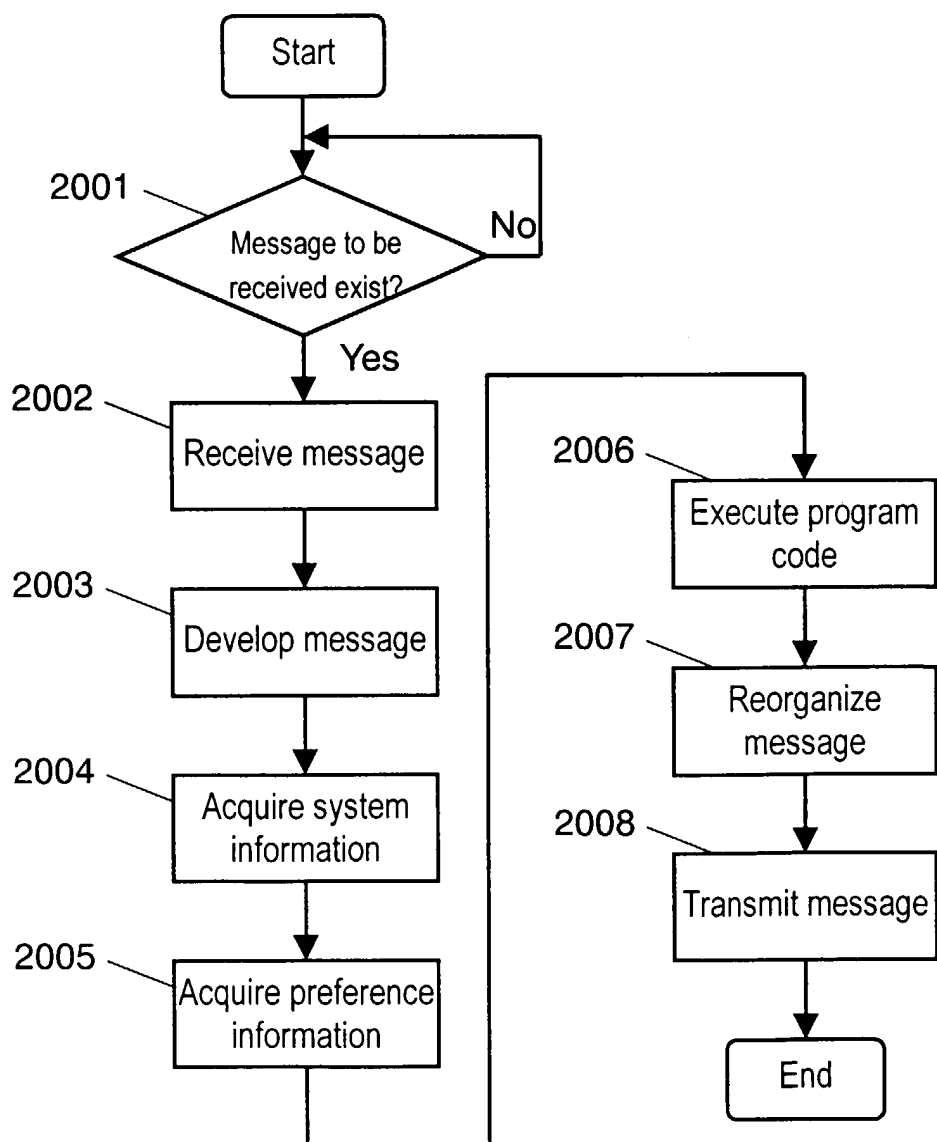 Start
2001
Message to be
received exist?
No
Yes
2002
Receive message
2003
Develop message
2004
Acquire system
information
2005
Acquire preference
information
2006
Execute program
code
2007
Reorganize
message
2008
Transmit message
End